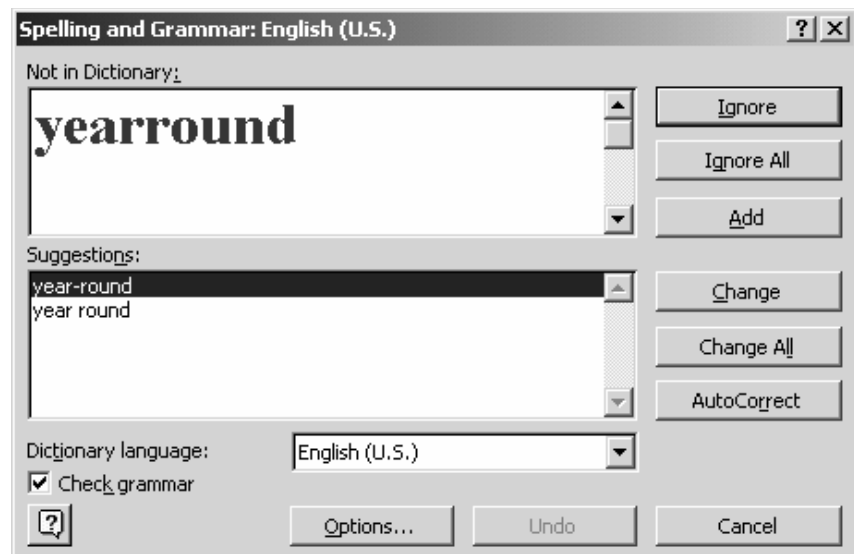 Spelling and Grammar: English (U.S.)
Not in Dictionary:
yearround
Ignore
Ignore All
Add
Suggestions:
year-round
year round
Change
Change All
AutoCorrect
Dictionary language:
English (U.S.)
Check grammar
Options...
Undo
Cancel